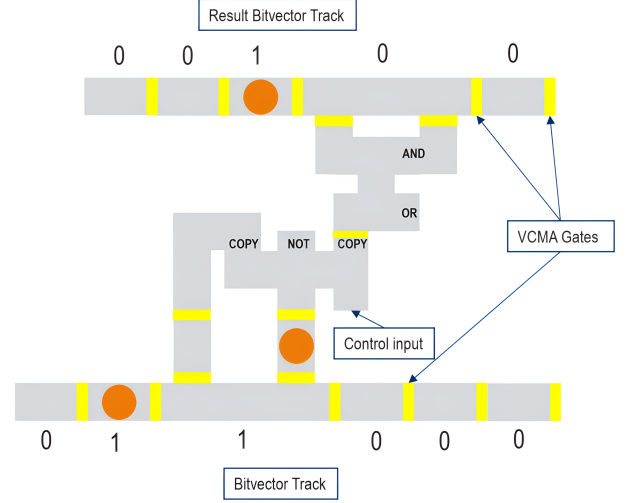 Result Bitvector Track
0 0 1 0 0
AND
OR
COPY NOT COPY
VCMA Gates
Control input
0 1 1 0 0 0
Bitvector Track